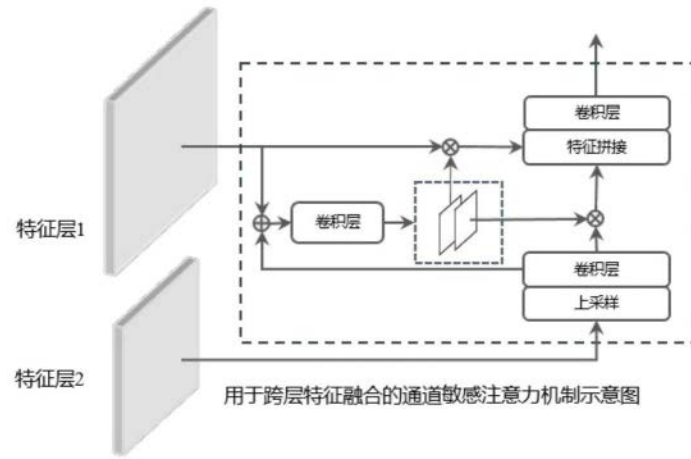 卷积层
特征拼接
特征层1
卷积层
卷积层
上采样
特征层2
用于跨层特征融合的通道敏感注意力机制示意图